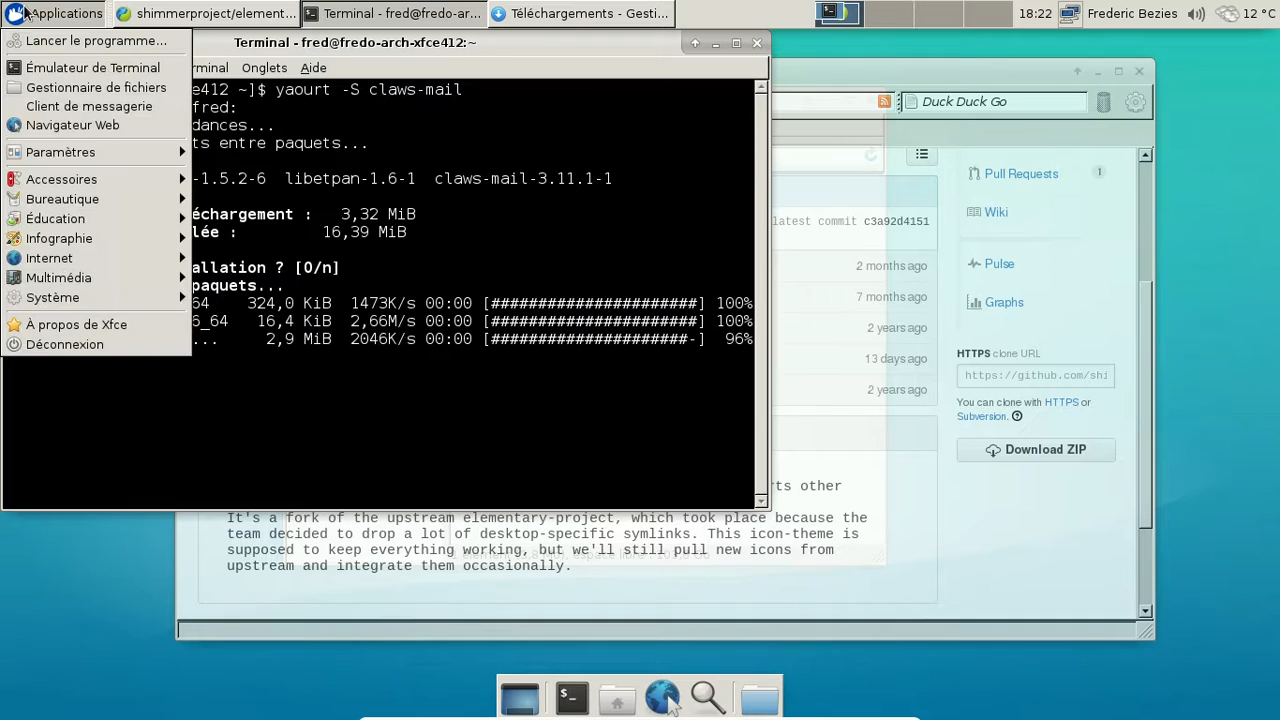 Applications
shimmerproject/element...
Terminal - fred@fredo-ar...
Téléchargements - Gesti...
18:22
Frederic Bezies
12 °C
Lancer le programme...
Émulateur de Terminal
Gestionnaire de fichiers
Client de messagerie
Navigateur Web
Paramètres
Accessoires
Bureautique
Éducation
Infographie
Internet
Multimédia
Système
À propos de Xfce
Déconnexion
Terminal - fred@fredo-arch-xfce412:~
rminal Onglets Aide
ce412 ~]$ yaourt -S claws-mail
fred:
dances...
ts entre paquets...
-1.5.2-6 libetpan-1.6-1 claws-mail-3.11.1-1
échargement : 3,32 MiB
lée : 16,39 MiB
allation ? [O/n]
paquets...
64 324,0 KiB 1473K/s 00:00 [######################] 100%
6_64 16,4 KiB 2,66M/s 00:00 [######################] 100%
... 2,9 MiB 2046K/s 00:00 [#####################-] 96%
Duck Duck Go
latest commit c3a92d4151
2 months ago
7 months ago
2 years ago
13 days ago
2 years ago
Pull Requests 1
Wiki
Pulse
Graphs
HTTPS clone URL
https://github.com/shi
You can clone with HTTPS or
Subversion.
Download ZIP
rts other
It's a fork of the upstream elementary-project, which took place because the
team decided to drop a lot of desktop-specific symlinks. This icon-theme is
supposed to keep everything working, but we'll still pull new icons from
upstream and integrate them occasionally.